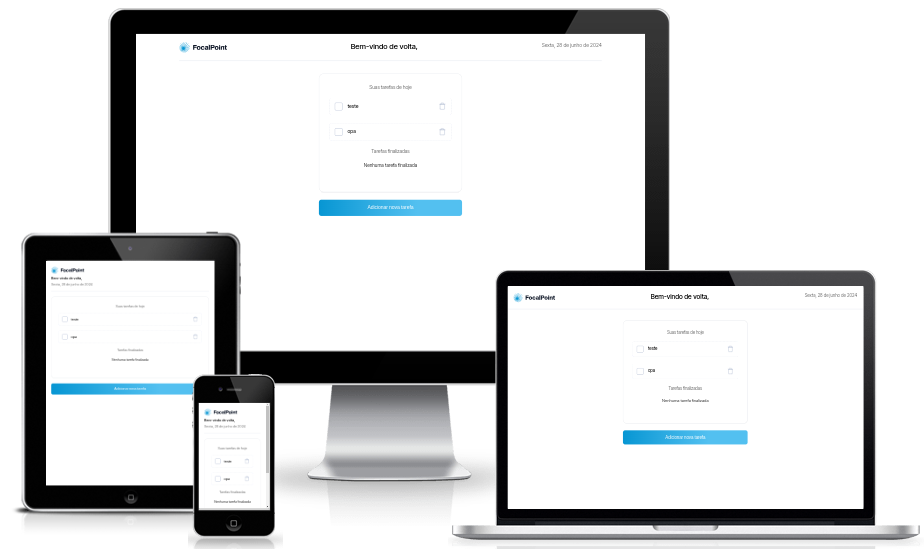 FocalPoint
Bem-vindo de volta,
Sexta, 28 de junho de 2024
Suas tarefas de hoje
teste
opa
Tarefas finalizadas
Nenhuma tarefa finalizada
Adicionar nova tarefa
FocalPoint
Bem-vindo de volta,
Sexta, 28 de junho de 2024
Suas tarefas de hoje
teste
opa
Tarefas finalizadas
Nenhuma tarefa finalizada
Adicionar nova tarefa
FocalPoint
Bem-vindo de volta,
Sexta, 28 de junho de 2024
Suas tarefas de hoje
teste
opa
Tarefas finalizadas
Nenhuma tarefa finalizada
FocalPoint
Bem-vindo de volta,
Sexta, 28 de junho de 2024
Suas tarefas de hoje
teste
opa
Tarefas finalizadas
Nenhuma tarefa finalizada
Adicionar nova tarefa